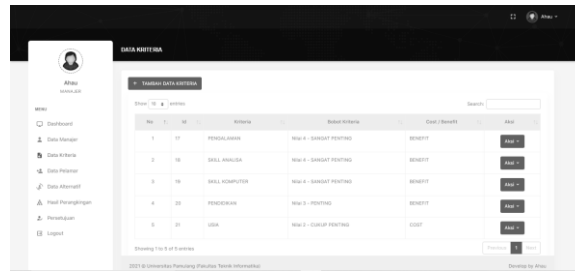 Ahau
DATA KRITERIA
Ahau
MANAJER
+ TAMBAH DATA KRITERIA
Show 10 entries
Search:
MENU
Dashboard
Data Manajer
Data Kriteria
Data Pelamar
Data Alternatif
Hasil Perangkingan
Persetujuan
Logout
No Id Kriteria Bobot Kriteria Cost / Benefit Aksi
1 17 PENGALAMAN Nilai 4 - SANGAT PENTING BENEFIT Aksi
2 18 SKILL ANALISA Nilai 4 - SANGAT PENTING BENEFIT Aksi
3 19 SKILL KOMPUTER Nilai 4 - SANGAT PENTING BENEFIT Aksi
4 20 PENDIDIKAN Nilai 3 - PENTING BENEFIT Aksi
5 21 USIA Nilai 2 - CUKUP PENTING COST Aksi
Showing 1 to 5 of 5 entries
Previous 1 Next
2021 © Universitas Pamulang (Fakultas Teknik Informatika)
Develop by Ahau.